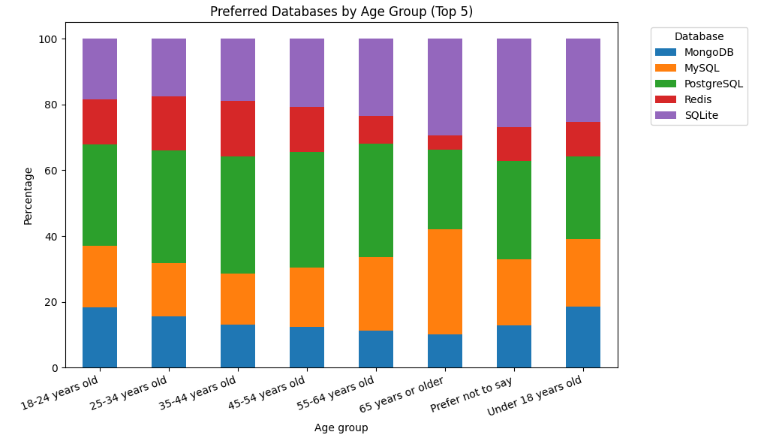 Preferred Databases by Age Group (Top 5)
Database
MongoDB
MySQL
PostgreSQL
Redis
SQLite
Percentage
100
80
60
40
20
0
18-24 years old
25-34 years old
35-44 years old
45-54 years old
55-64 years old
65 years or older
Prefer not to say
Under 18 years old
Age group